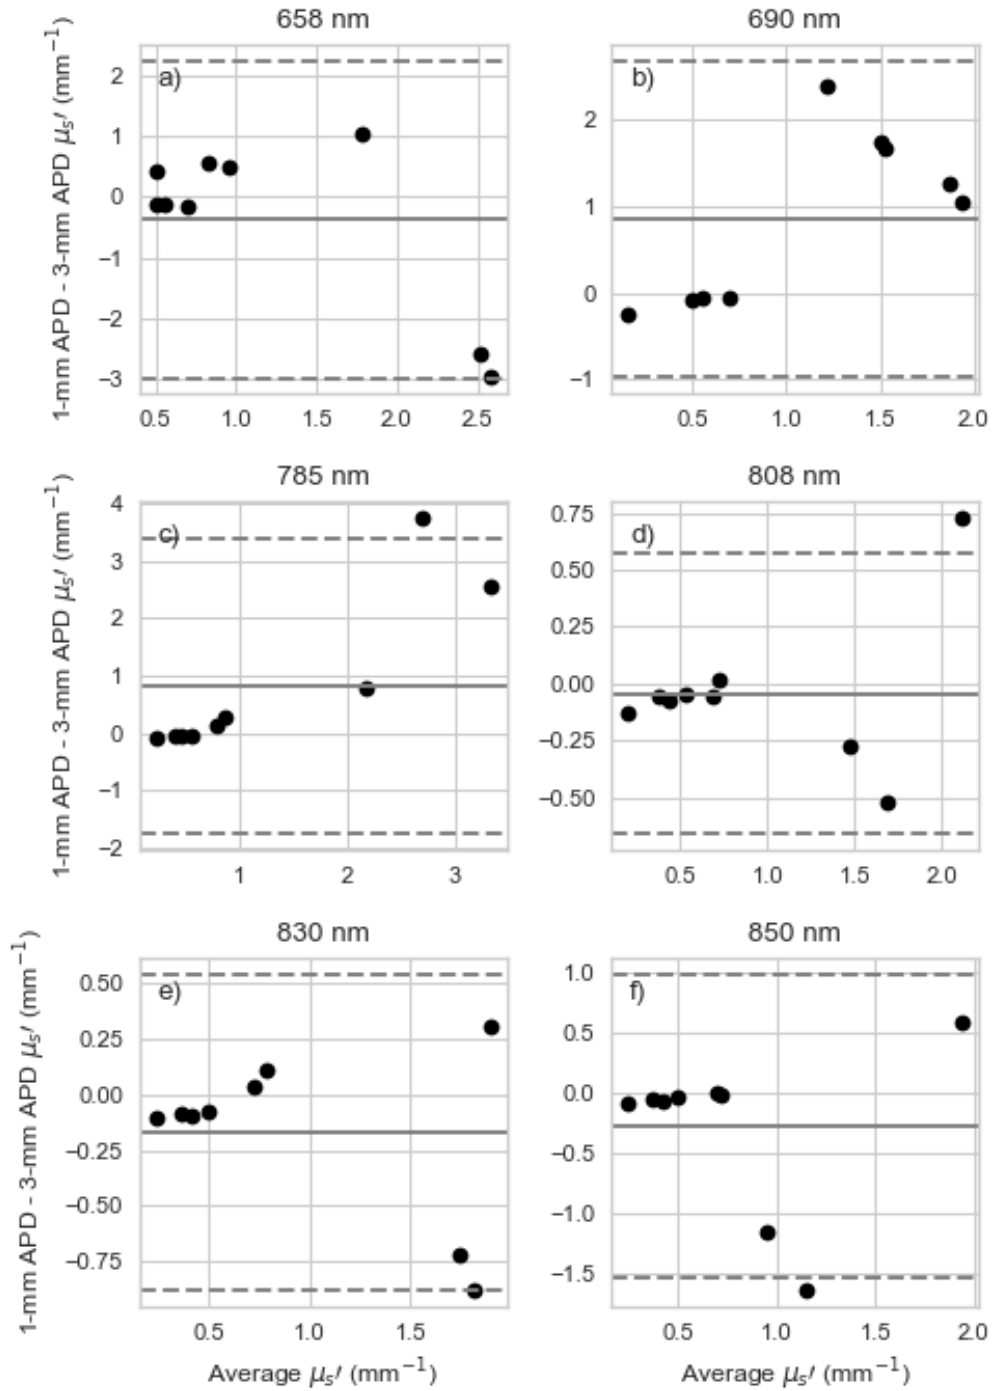 658 nm
690 nm
1-mm APD - 3-mm APD μₛ′ (mm⁻¹)
a)
b)
2
1
0
−1
−2
−3
2
1
0
−1
0.5 1.0 1.5 2.0 2.5
0.5 1.0 1.5 2.0
785 nm
808 nm
1-mm APD - 3-mm APD μₛ′ (mm⁻¹)
c)
d)
4
3
2
1
0
−1
−2
0.75
0.50
0.25
0.00
−0.25
−0.50
1 2 3
0.5 1.0 1.5 2.0
830 nm
850 nm
1-mm APD - 3-mm APD μₛ′ (mm⁻¹)
e)
f)
0.50
0.25
0.00
−0.25
−0.50
−0.75
1.0
0.5
0.0
−0.5
−1.0
−1.5
0.5 1.0 1.5
0.5 1.0 1.5 2.0
Average μₛ′ (mm⁻¹)
Average μₛ′ (mm⁻¹)